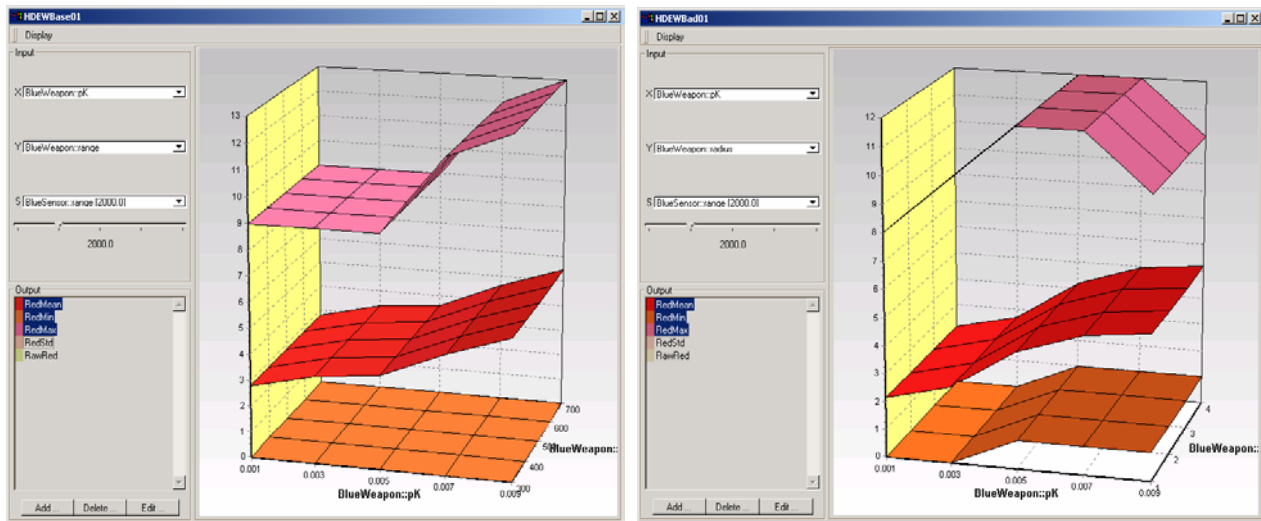 HDEWBase01
Display
Input
X BlueWeapon::pK
Y BlueWeapon::range
S BlueSensor::range [2000.0]
2000.0
Output
RedMean
RedMin
RedMax
RedStd
RawRed
Add ...
Delete ...
Edit ...
13
12
11
10
9
8
7
6
5
4
3
2
1
0
0.001
0.003
0.005
0.007
0.009
BlueWeapon::pK
300
400
500
600
700
BlueWeapon::
HDEWBad01
Display
Input
X BlueWeapon::pK
Y BlueWeapon::radius
S BlueSensor::range [2000.0]
2000.0
Output
RedMean
RedMin
RedMax
RedStd
RawRed
Add ...
Delete ...
Edit ...
12
11
10
9
8
7
6
5
4
3
2
1
0
0.001
0.003
0.005
0.007
0.009
BlueWeapon::pK
1
2
3
4
BlueWeapon::